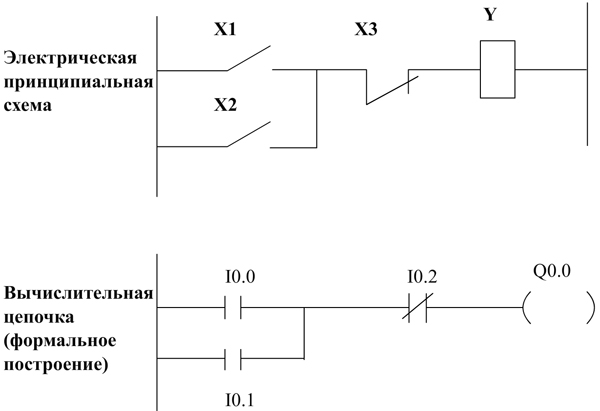 X1
X3
Y
Электрическая
принципиальная
схема
X2
I0.0
I0.2
Q0.0
Вычислительная
цепочка
(формальное
построение)
I0.1